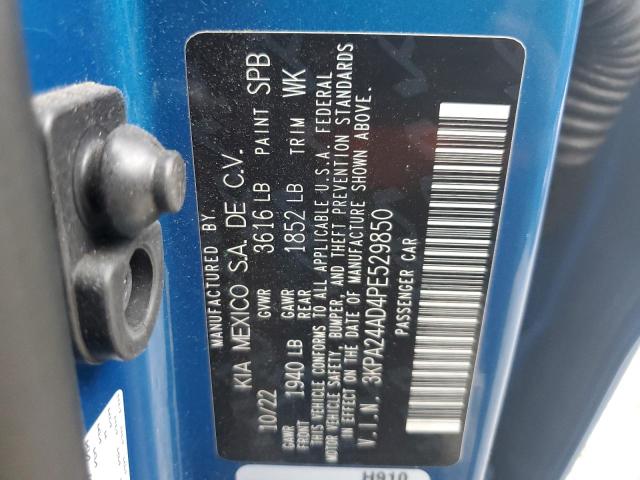 MANUFACTURED BY
KIA MEXICO S.A. DE C.V.
10/22 GVWR 3616 LB PAINT SPB
GAWR FRONT 1940 LB GAWR REAR 1852 LB TRIM WK
THIS VEHICLE CONFORMS TO ALL APPLICABLE U.S.A. FEDERAL
MOTOR VEHICLE SAFETY, BUMPER, AND THEFT PREVENTION STANDARDS
IN EFFECT ON THE DATE OF MANUFACTURE SHOWN ABOVE.
V.I.N. 3KPA24AD4PE529850
PASSENGER CAR
H910